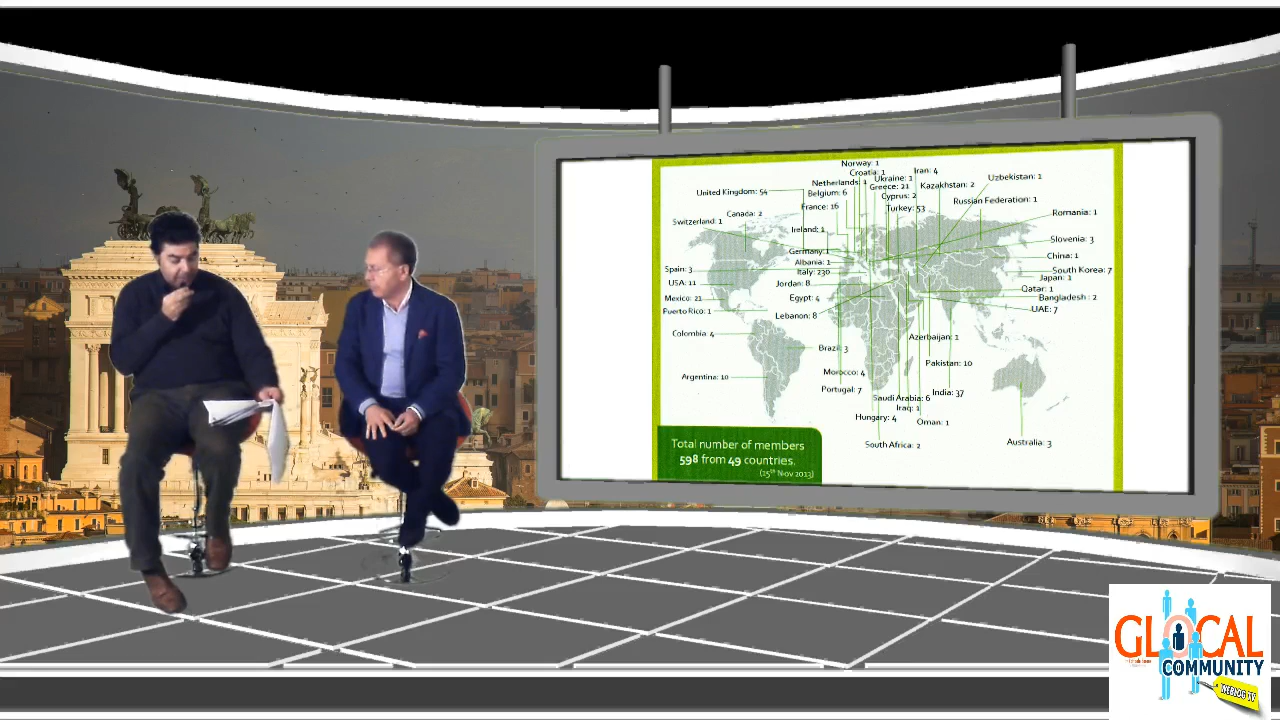 Norway: 1
Croatia: 1
Ukraine: 1
Iran: 4
Uzbekistan: 1
Netherlands: 1
Greece: 21
Kazakhstan: 2
United Kingdom: 54
Belgium: 6
Cyprus: 2
Russian Federation: 1
Canada: 2
France: 16
Turkey: 53
Romania: 1
Switzerland: 1
Ireland: 1
Slovenia: 3
Germany: 1
China: 1
Albania: 1
Spain: 3
Italy: 230
South Korea: 7
Japan: 1
USA: 11
Jordan: 8
Qatar: 1
Mexico: 21
Egypt: 4
Bangladesh : 2
Puerto Rico: 1
Lebanon: 8
UAE: 7
Colombia: 4
Azerbaijan: 1
Brazil: 3
Pakistan: 10
Argentina: 10
Morocco: 4
Portugal: 7
India: 37
Saudi Arabia: 6
Iraq: 1
Hungary: 4
Oman: 1
South Africa: 2
Australia: 3
Total number of members
598 from 49 countries.
(15th Nov 2013)
GLOCAL
COMMUNITY